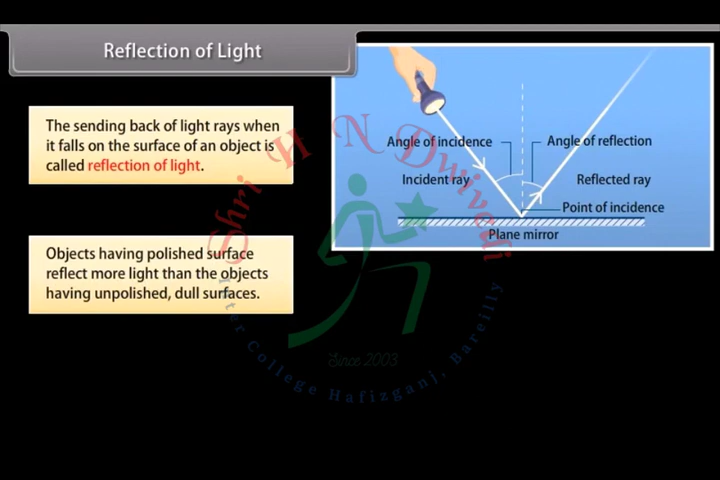 Reflection of Light
The sending back of light rays when
it falls on the surface of an object is
called reflection of light.
Objects having polished surface
reflect more light than the objects
having unpolished, dull surfaces.
Angle of incidence
Angle of reflection
Incident ray
Reflected ray
Point of incidence
Plane mirror
Shri H N Dwivedi
Inter College Hafizganj, Bareilly
Since 2003